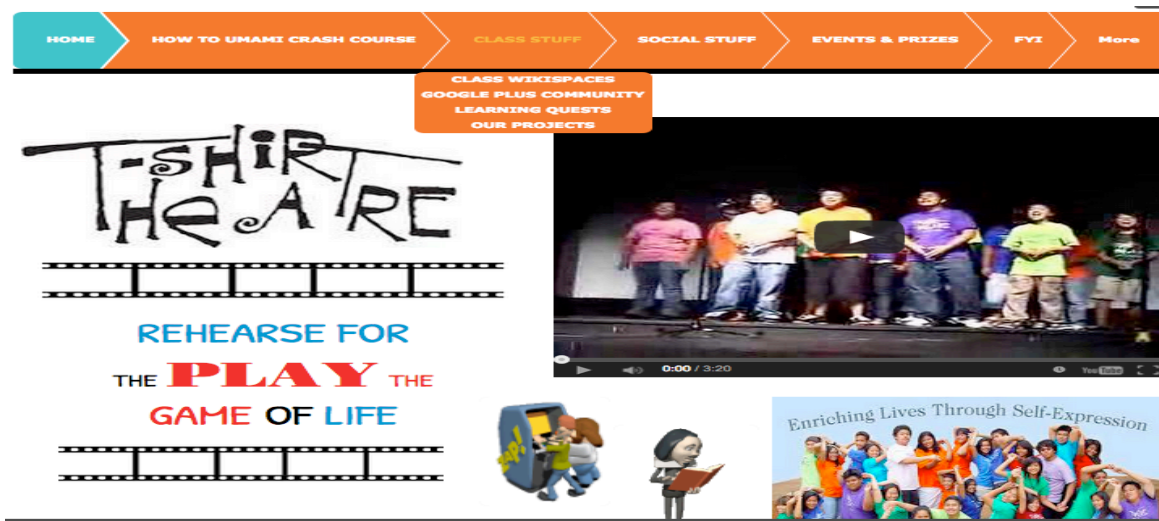 HOME HOW TO UMAMI CRASH COURSE CLASS STUFF SOCIAL STUFF EVENTS & PRIZES FYI More
CLASS WIKISPACES
GOOGLE PLUS COMMUNITY
LEARNING QUESTS
OUR PROJECTS
T-SHIRT
THEATRE
REHEARSE FOR
THE PLAY THE
GAME OF LIFE
0:00 / 3:20
YouTube
ZAP!
Enriching Lives Through Self-Expression